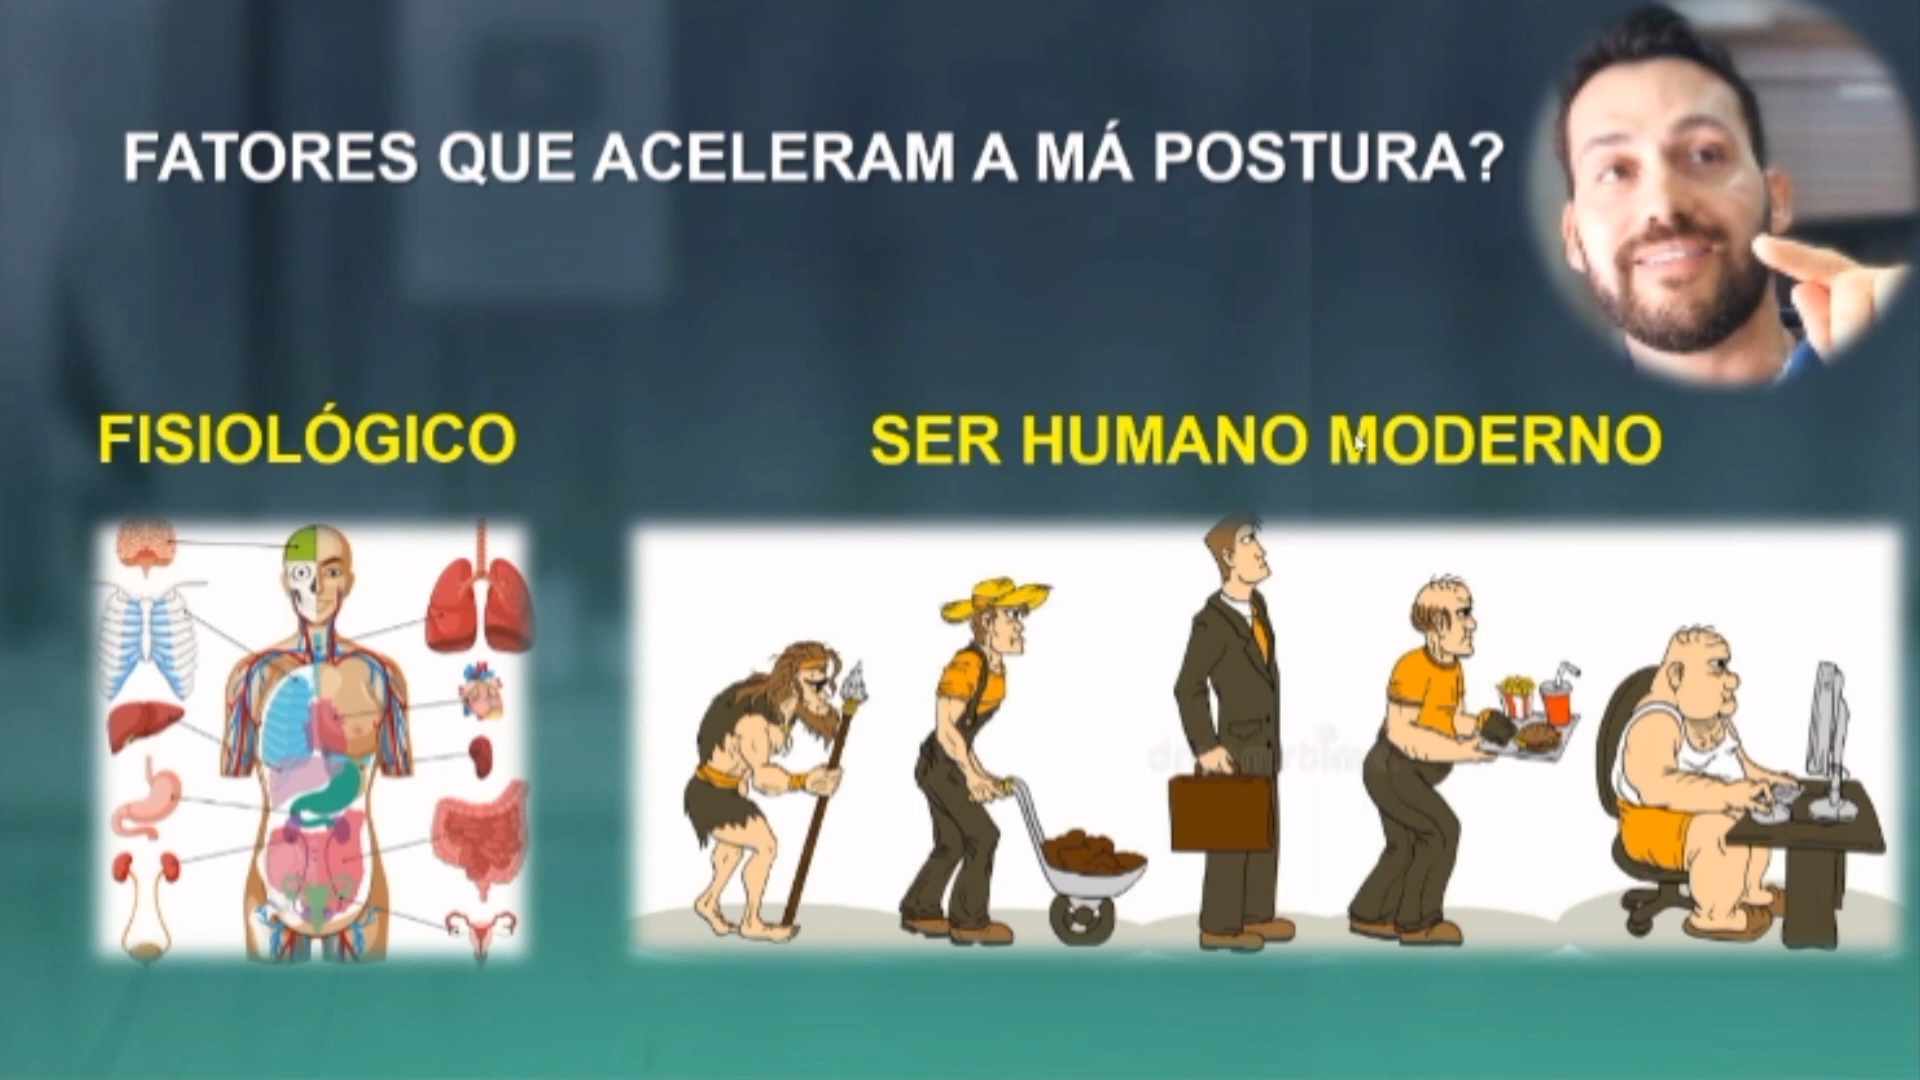 FATORES QUE ACELERAM A MÁ POSTURA?
FISIOLÓGICO
SER HUMANO MODERNO